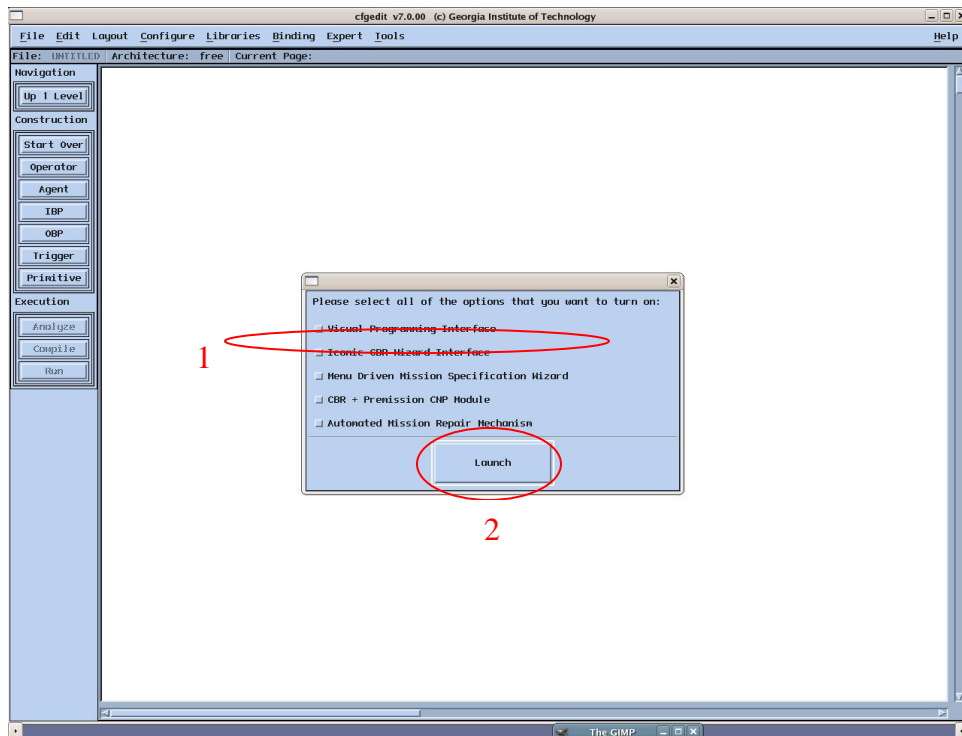 cfgedit v7.0.00 (c) Georgia Institute of Technology
File Edit Layout Configure Libraries Binding Expert Tools Help
File: UNTITLED Architecture: free Current Page:
Navigation
Up 1 Level
Construction
Start Over
Operator
Agent
IBP
OBP
Trigger
Primitive
Execution
Analyze
Compile
Run
Please select all of the options that you want to turn on:
Visual Programming Interface
1
Iconic CBR Wizard Interface
Menu Driven Mission Specification Wizard
CBR + Premission CNP Module
Automated Mission Repair Mechanism
Launch
2
The GIMP